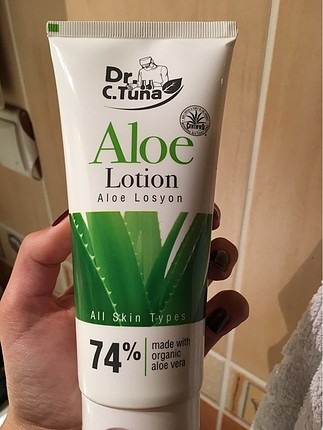 Dr.
C.Tuna
Aloe
Lotion
Aloe Losyon
All Skin Types
74%
made with
organic
aloe vera